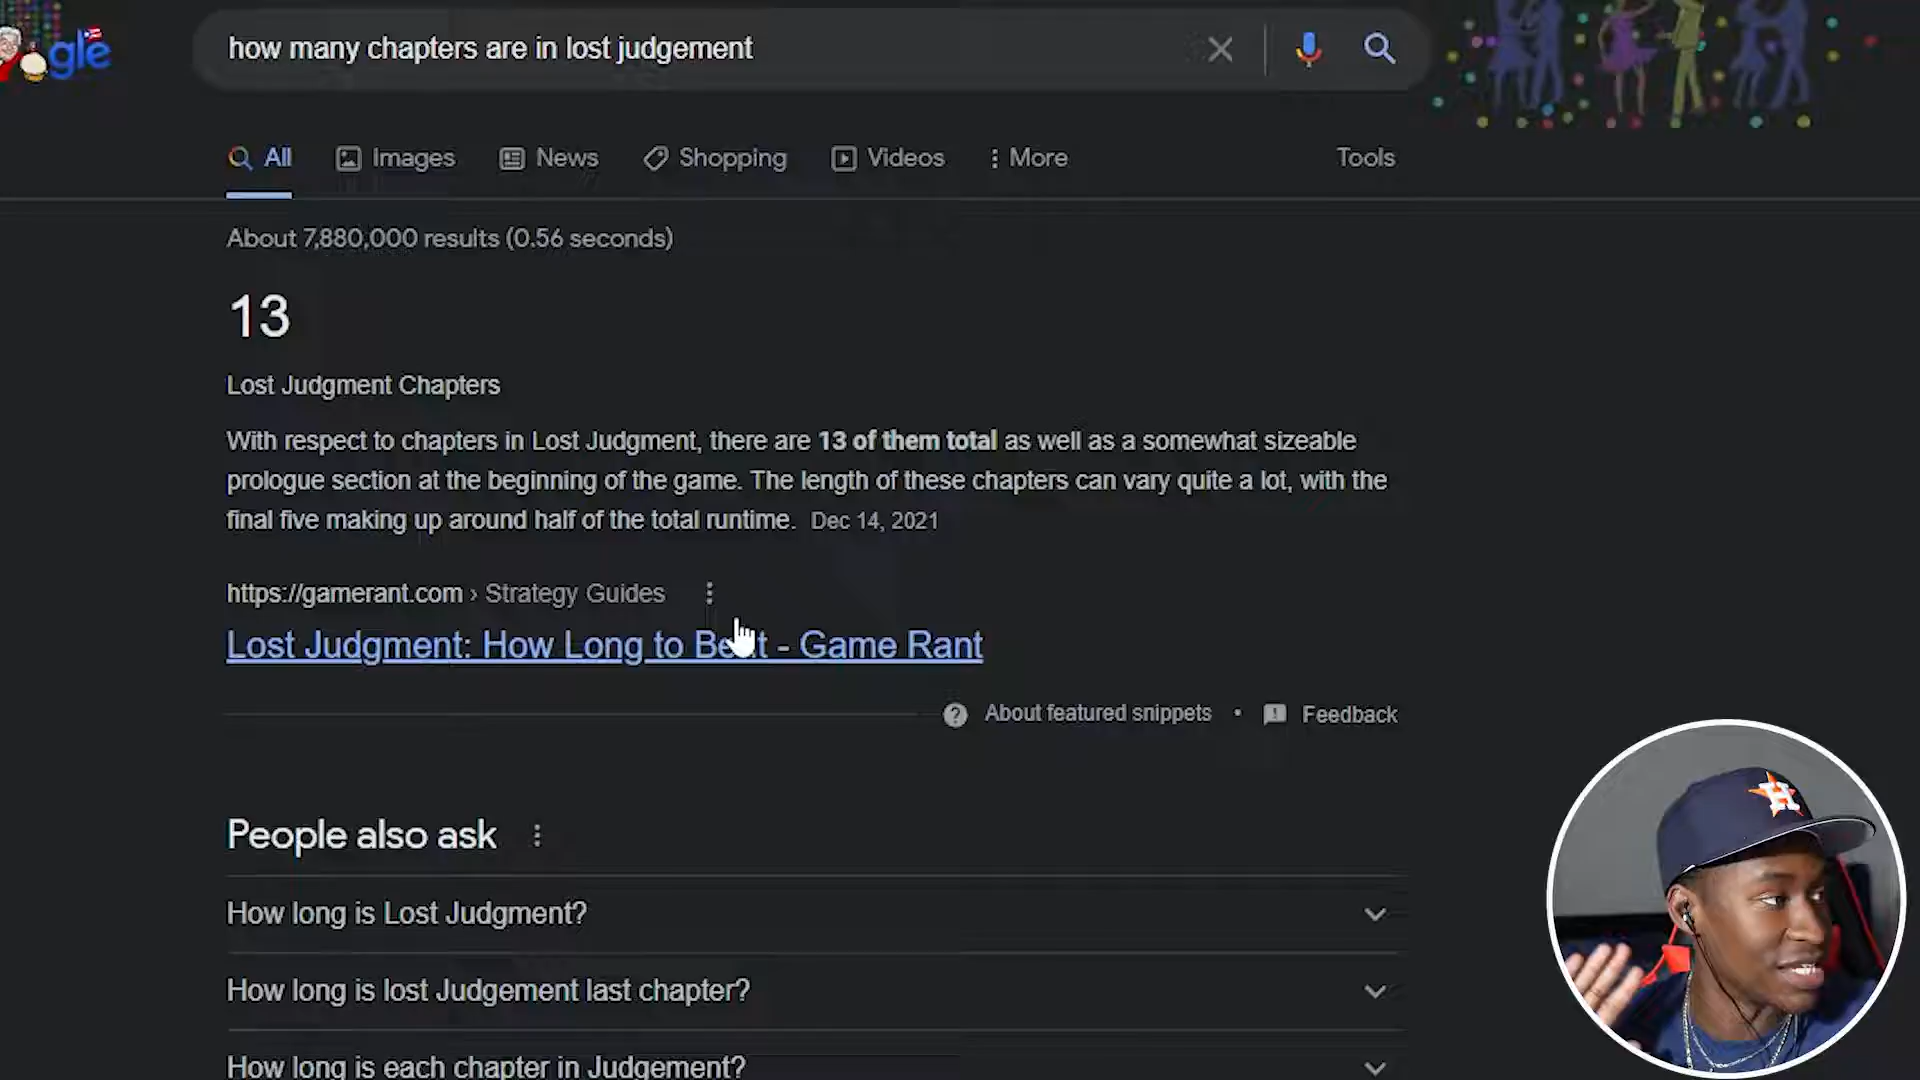 gle
how many chapters are in lost judgement
All Images News Shopping Videos More Tools
About 7,880,000 results (0.56 seconds)
13
Lost Judgment Chapters
With respect to chapters in Lost Judgment, there are 13 of them total as well as a somewhat sizeable
prologue section at the beginning of the game. The length of these chapters can vary quite a lot, with the
final five making up around half of the total runtime. Dec 14, 2021
https://gamerant.com › Strategy Guides
Lost Judgment: How Long to Beat - Game Rant
About featured snippets • Feedback
People also ask
How long is Lost Judgment?
How long is lost Judgement last chapter?
How long is each chapter in Judgement?
H